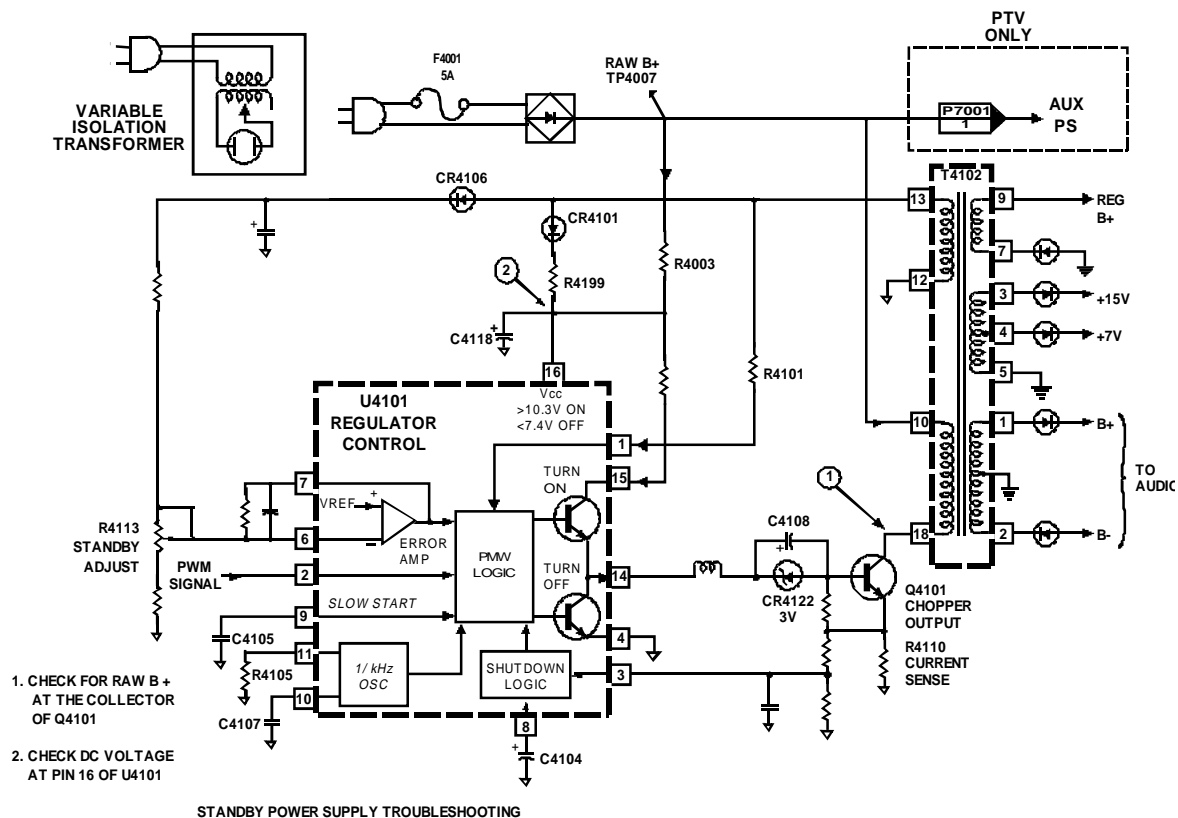 PTV
ONLY
F4001
5A
RAW B+
TP4007
P7001
1
AUX
PS
VARIABLE
ISOLATION
TRANSFORMER
CR4106
T4102
13
9
REG
B+
CR4101
7
2
R4199
R4003
12
3
+15V
C4118
4
+7V
16
R4101
5
U4101
REGULATOR
CONTROL
Vcc
>10.3V ON
<7.4V OFF
10
1
B+
1
15
TURN
ON
7
VREF
+
1
TO
AUDIO
R4113
STANDBY
ADJUST
6
-
ERROR
AMP
PMW
LOGIC
C4108
+
18
2
B-
PWM
SIGNAL
2
TURN
OFF
14
CR4122
3V
Q4101
CHOPPER
OUTPUT
9
SLOW START
4
C4105
11
R4105
1/ kHz
OSC
SHUTDOWN
LOGIC
3
R4110
CURRENT
SENSE
10
C4107
8
+
C4104
1. CHECK FOR RAW B +
AT THE COLLECTOR
OF Q4101
2. CHECK DC VOLTAGE
AT PIN 16 OF U4101
STANDBY POWER SUPPLY TROUBLESHOOTING